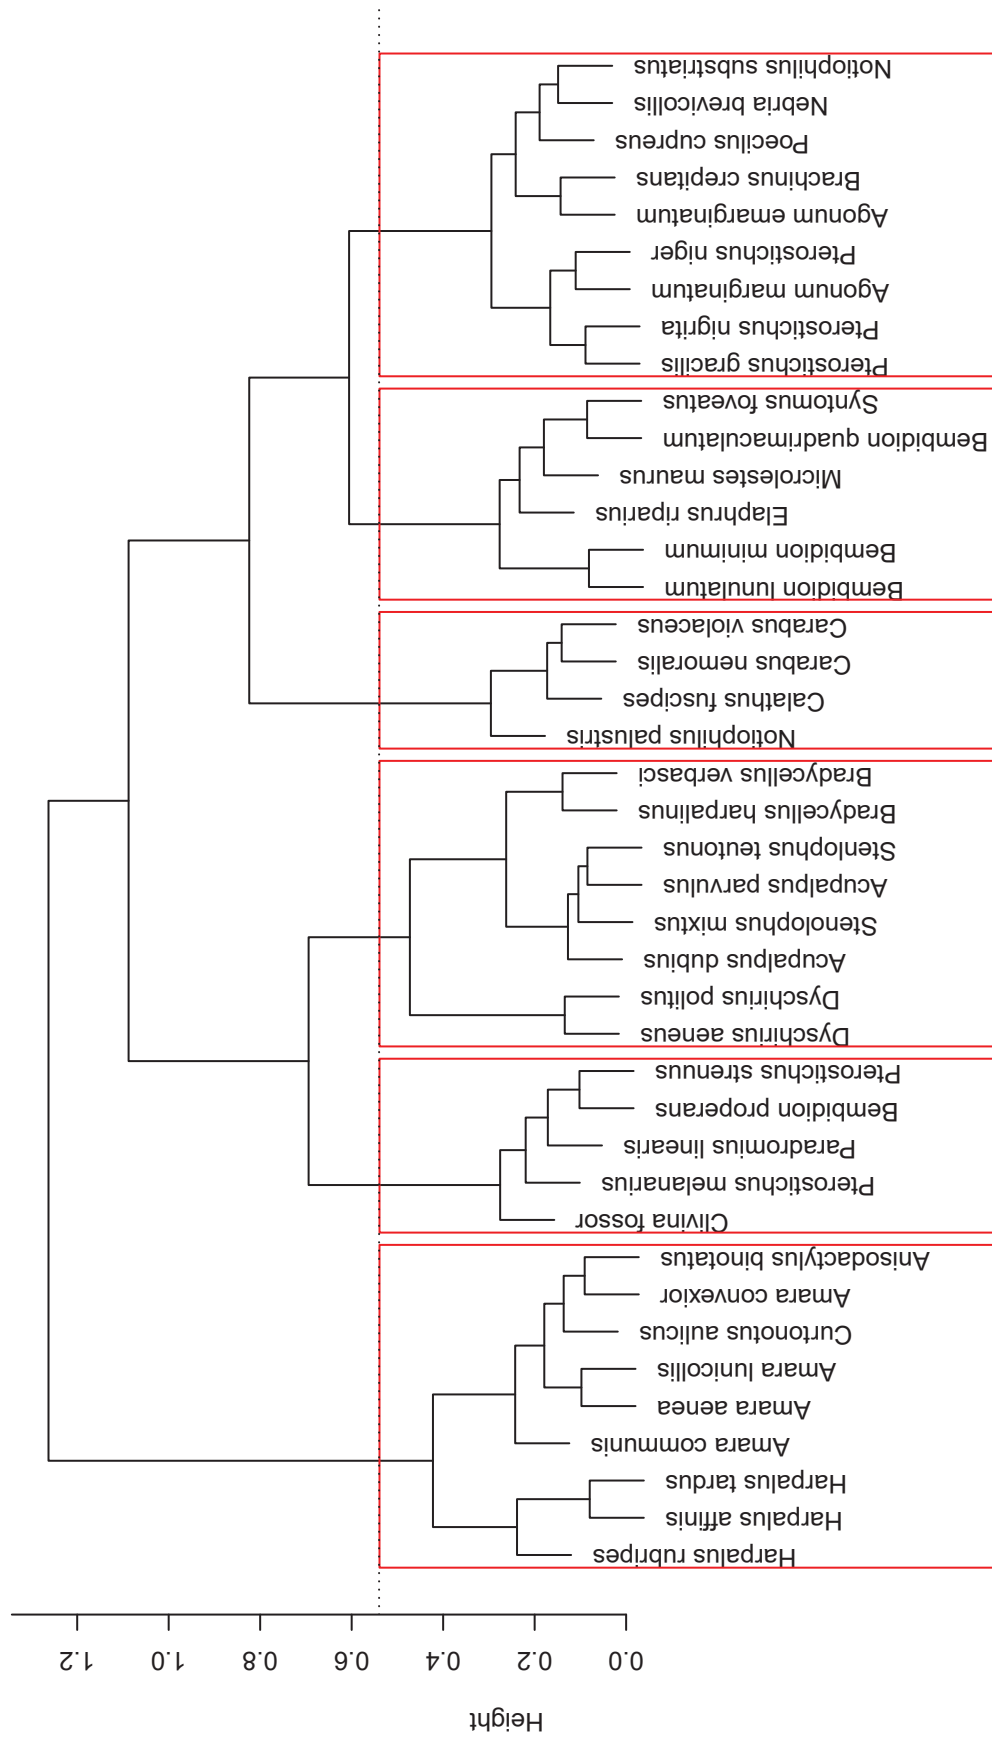 Height
0.0 0.2 0.4 0.6 0.8 1.0 1.2
Harpalus rubripes
Harpalus affinis
Harpalus tardus
Amara communis
Amara aenea
Amara lunicollis
Curtonotus aulicus
Amara convexior
Anisodactylus binotatus
Clivina fossor
Pterostichus melanarius
Paradromius linearis
Bembidion properans
Pterostichus strenuus
Dyschirius aeneus
Dyschirius politus
Acupalpus dubius
Stenolophus mixtux
Acupalpus parvulus
Stenlophus teutonus
Bradycellus harpalinus
Bradycellus verbasci
Notiophilus palustris
Calathus fuscipes
Carabus nemoralis
Carabus violaceus
Bembidion lunulatum
Bembidion minimum
Elaphrus riparius
Microlestes maurus
Bembidion quadrimaculatum
Syntomus foveatus
Pterostichus gracilis
Pterostichus nigrita
Agonum marginatum
Pterostichus niger
Agonum emarginatum
Brachinus crepitans
Poecilus cupreus
Nebria brevicollis
Notiophilus substriatus